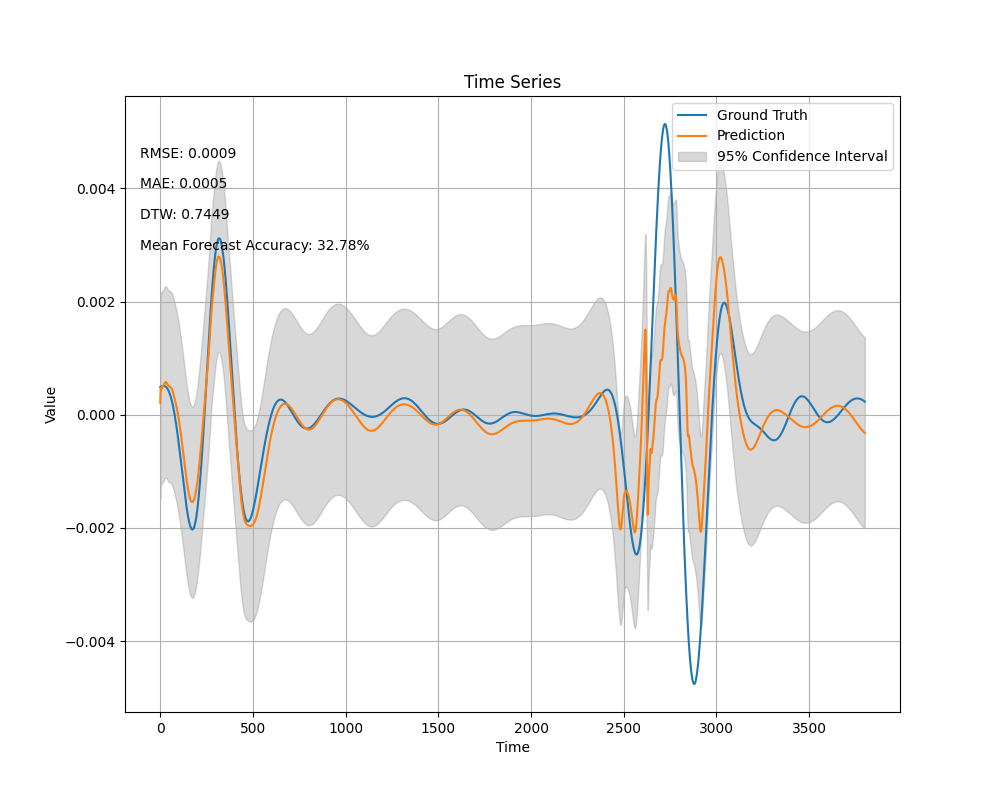 Time Series
Ground Truth
Prediction
95% Confidence Interval
RMSE: 0.0009
MAE: 0.0005
DTW: 0.7449
Mean Forecast Accuracy: 32.78%
0.004
0.002
0.000
−0.002
−0.004
Value
0 500 1000 1500 2000 2500 3000 3500
Time